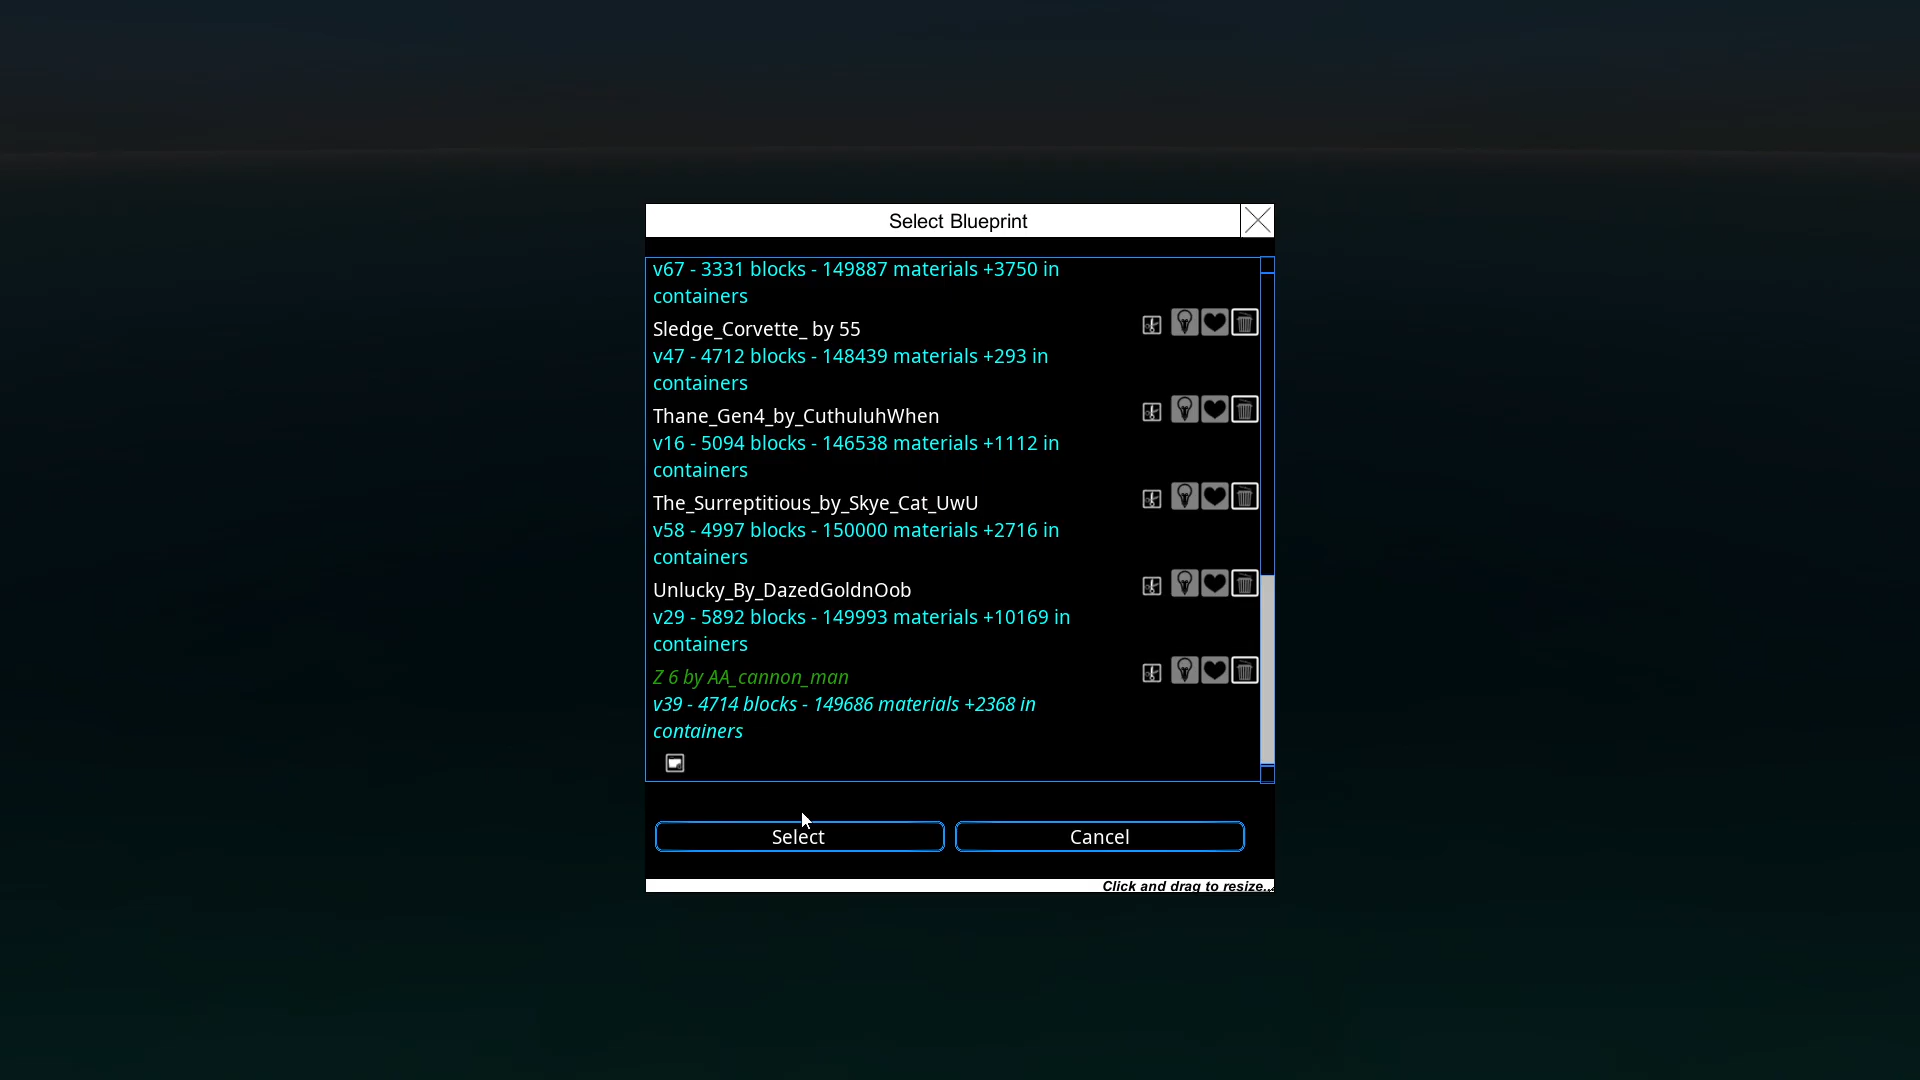 Select Blueprint
v67 - 3331 blocks - 149887 materials +3750 in
containers
Sledge_Corvette_ by 55
v47 - 4712 blocks - 148439 materials +293 in
containers
Thane_Gen4_by_CuthuluhWhen
v16 - 5094 blocks - 146538 materials +1112 in
containers
The_Surreptitious_by_Skye_Cat_UwU
v58 - 4997 blocks - 150000 materials +2716 in
containers
Unlucky_By_DazedGoldnOob
v29 - 5892 blocks - 149993 materials +10169 in
containers
Z 6 by AA_cannon_man
v39 - 4714 blocks - 149686 materials +2368 in
containers
Select
Cancel
Click and drag to resize...